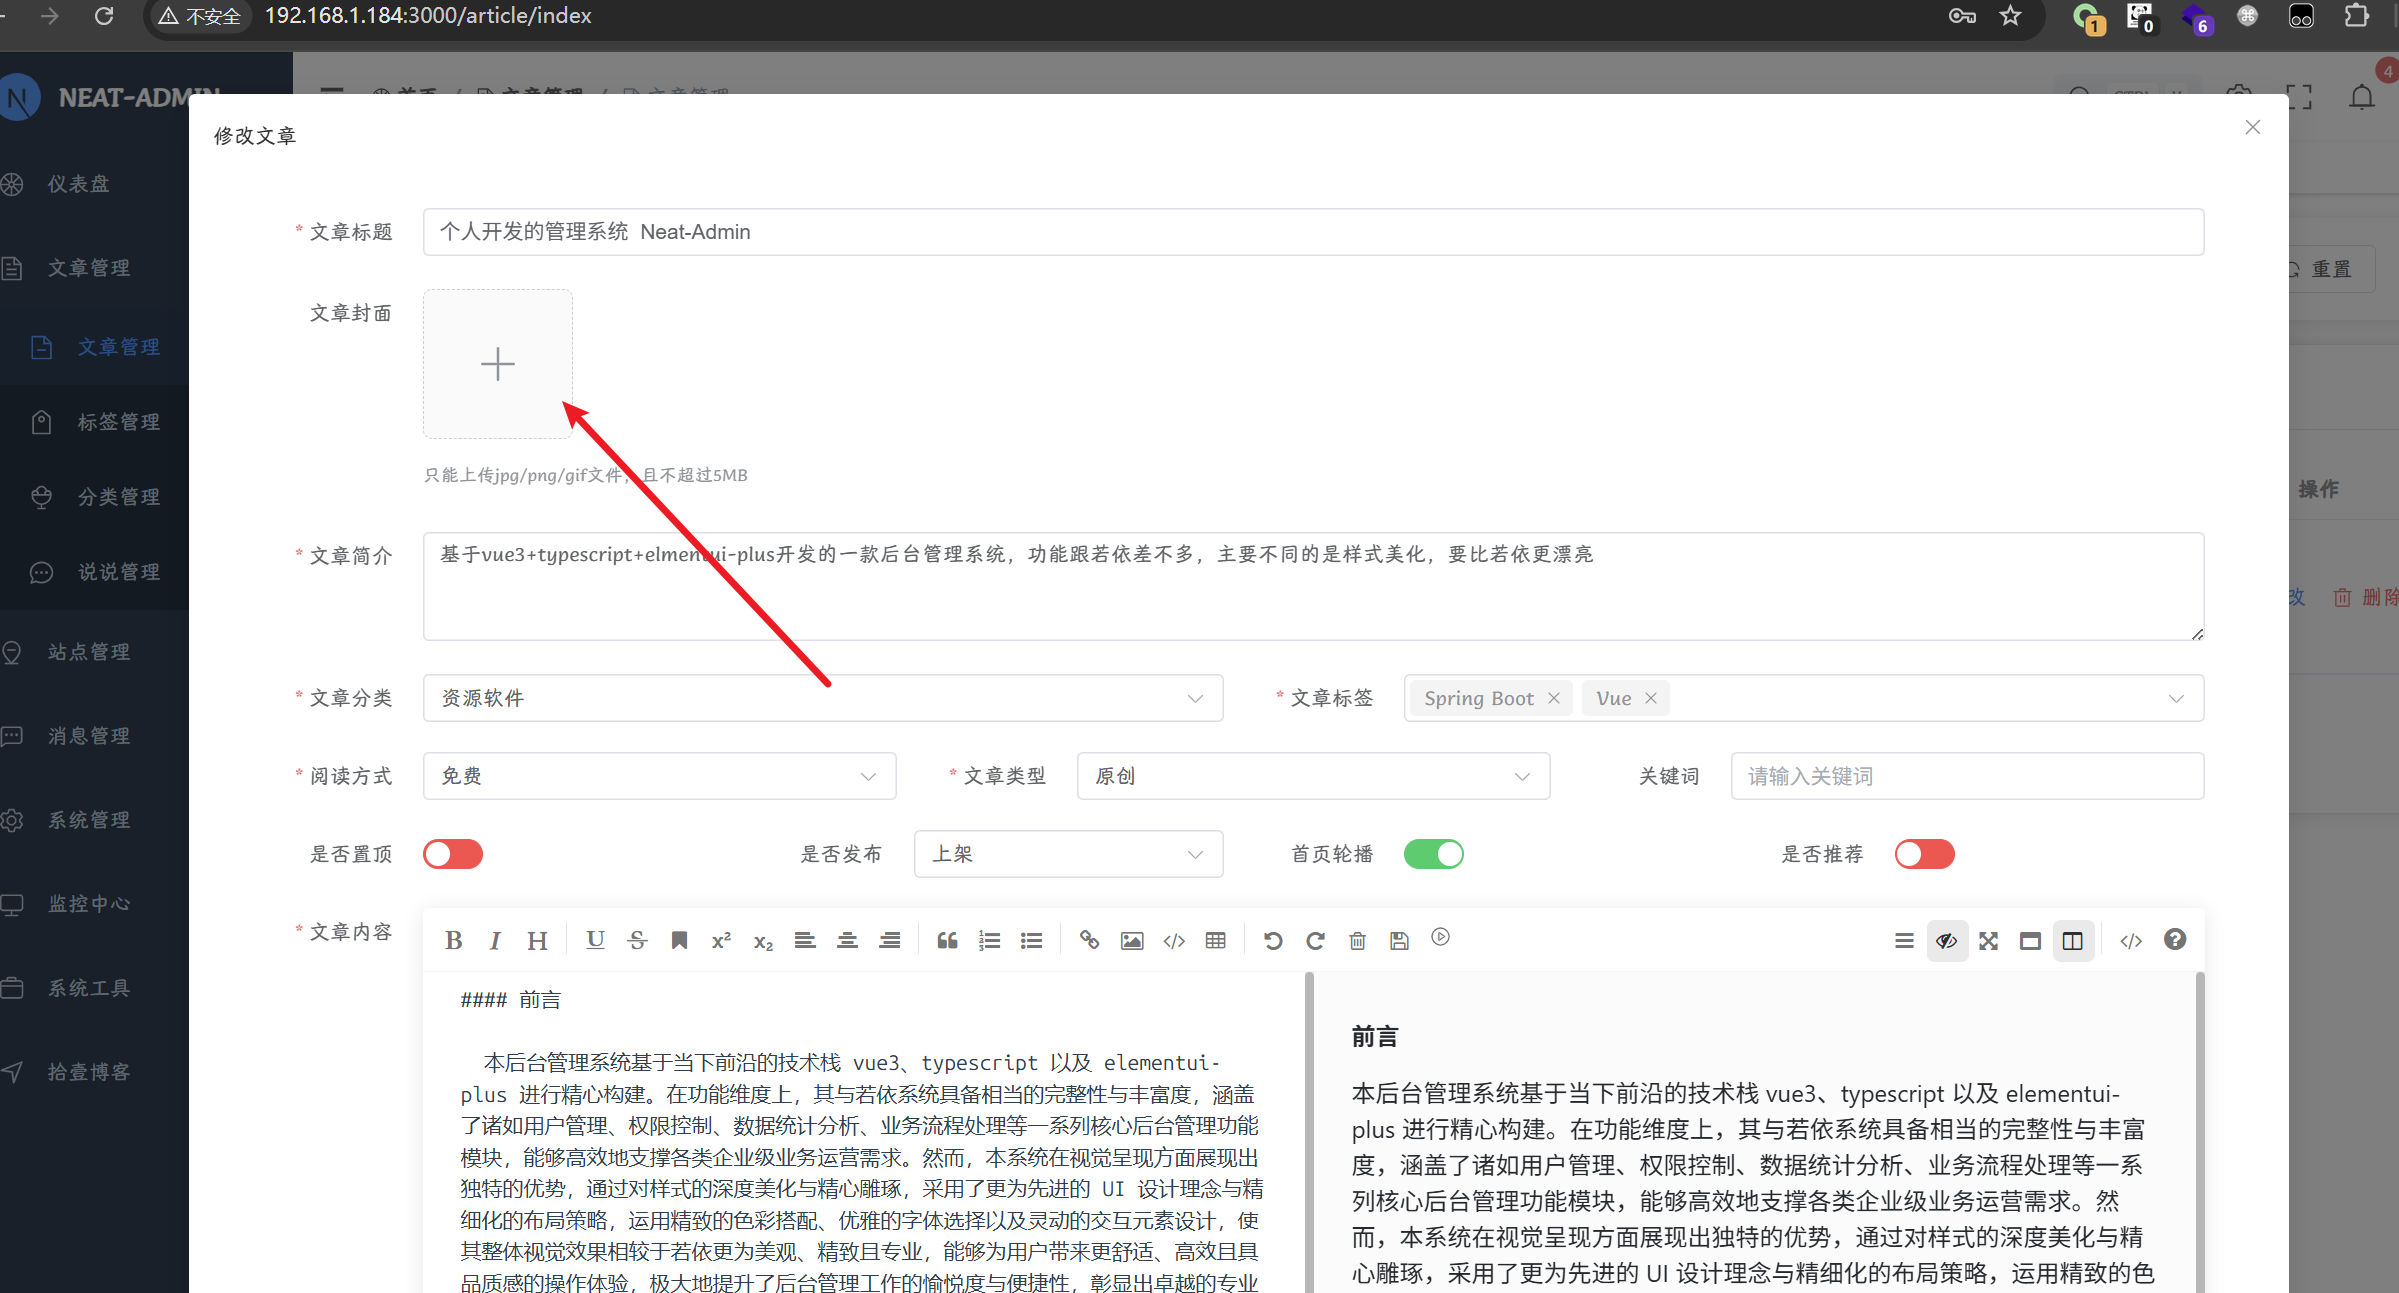 不安全 192.168.1.184:3000/article/index
1
0
6
4
NEAT-ADMIN
首页 / 文章管理 / 文章管理
修改文章
仪表盘
文章管理
文章管理
标签管理
分类管理
说说管理
站点管理
消息管理
系统管理
监控中心
系统工具
拾壹博客
* 文章标题 个人开发的管理系统 Neat-Admin
重置
文章封面
只能上传jpg/png/gif文件，且不超过5MB
操作
* 文章简介 基于vue3+typescript+elmentui-plus开发的一款后台管理系统，功能跟若依差不多，主要不同的是样式美化，要比若依更漂亮
改 删除
* 文章分类 资源软件 * 文章标签 Spring Boot Vue
* 阅读方式 免费 * 文章类型 原创 关键词 请输入关键词
是否置顶 是否发布 上架 首页轮播 是否推荐
* 文章内容
#### 前言
本后台管理系统基于当下前沿的技术栈 vue3、typescript 以及 elementui-
plus 进行精心构建。在功能维度上，其与若依系统具备相当的完整性与丰富度，涵盖
了诸如用户管理、权限控制、数据统计分析、业务流程处理等一系列核心后台管理功能
模块，能够高效地支撑各类企业级业务运营需求。然而，本系统在视觉呈现方面展现出
独特的优势，通过对样式的深度美化与精心雕琢，采用了更为先进的 UI 设计理念与精
细化的布局策略，运用精致的色彩搭配、优雅的字体选择以及灵动的交互元素设计，使
其整体视觉效果相较于若依更为美观、精致且专业，能够为用户带来更舒适、高效且具
品质感的操作体验，极大地提升了后台管理工作的愉悦度与便捷性，彰显出卓越的专业
前言
本后台管理系统基于当下前沿的技术栈 vue3、typescript 以及 elementui-
plus 进行精心构建。在功能维度上，其与若依系统具备相当的完整性与丰富
度，涵盖了诸如用户管理、权限控制、数据统计分析、业务流程处理等一系
列核心后台管理功能模块，能够高效地支撑各类企业级业务运营需求。然
而，本系统在视觉呈现方面展现出独特的优势，通过对样式的深度美化与精
心雕琢，采用了更为先进的 UI 设计理念与精细化的布局策略，运用精致的色